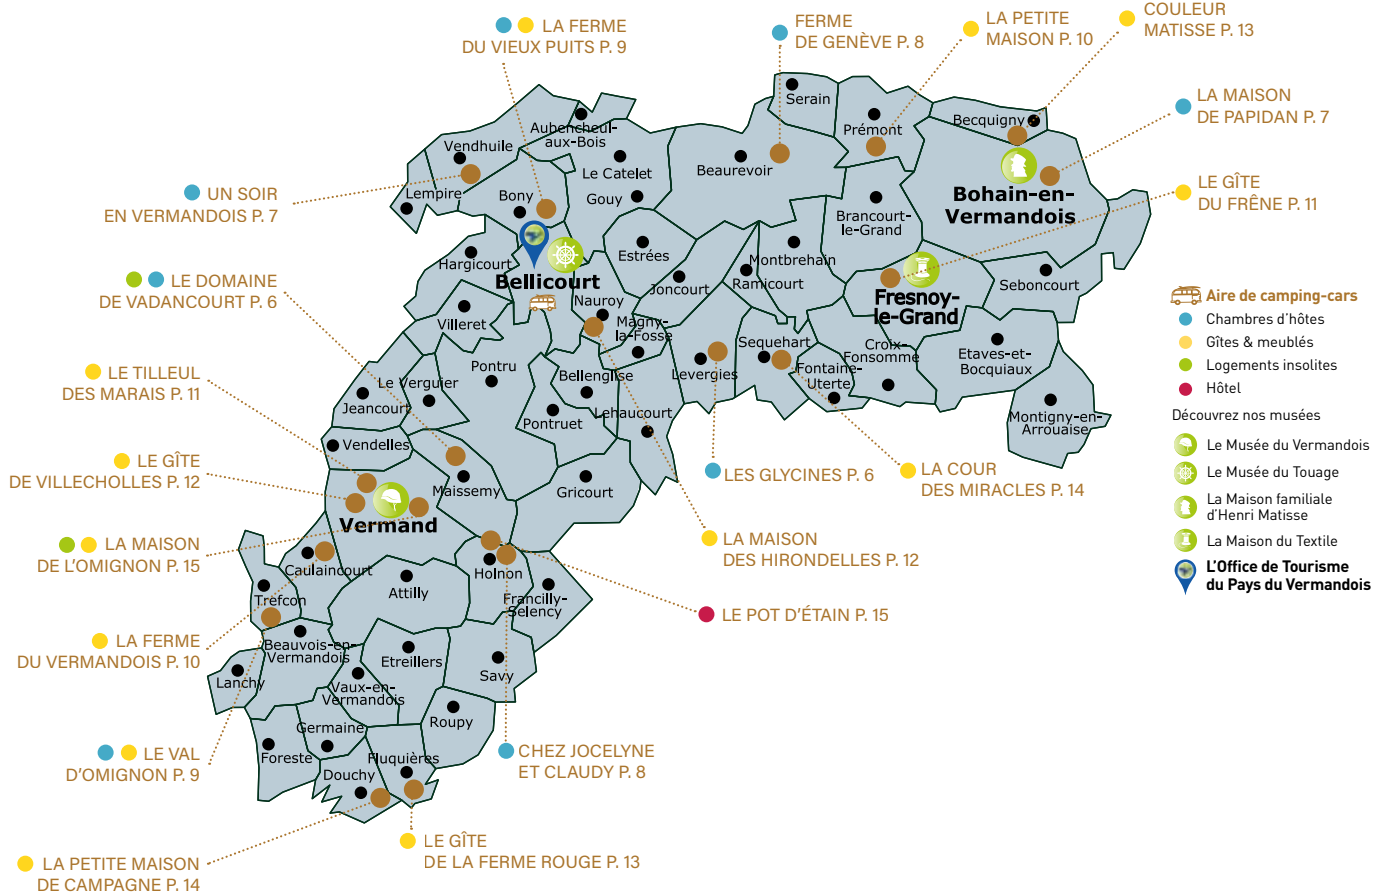 LA FERME
DU VIEUX PUITS P. 9
FERME
DE GENÈVE P. 8
LA PETITE
MAISON P. 10
COULEUR
MATISSE P. 13
LA MAISON
DE PAPIDAN P. 7
LE GÎTE
DU FRÊNE P. 11
UN SOIR
EN VERMANDOIS P. 7
LE DOMAINE
DE VADANCOURT P. 6
LE TILLEUL
DES MARAIS P. 11
LE GÎTE
DE VILLECHOLLES P. 12
LA MAISON
DE L'OMIGNON P. 15
LA FERME
DU VERMANDOIS P. 10
LE VAL
D'OMIGNON P. 9
LA PETITE MAISON
DE CAMPAGNE P. 14
LE GÎTE
DE LA FERME ROUGE P. 13
CHEZ JOCELYNE
ET CLAUDY P. 8
LE POT D'ÉTAIN P. 15
LA MAISON
DES HIRONDELLES P. 12
LES GLYCINES P. 6
LA COUR
DES MIRACLES P. 14
Serain
Prémont
Becquigny
Aubencheul-
aux-Bois
Vendhuile
Le Catelet
Beaurevoir
Lempire
Bony
Gouy
Bohain-en-
Vermandois
Brancourt-
le-Grand
Hargicourt
Bellicourt
Estrées
Montbrehain
Joncourt
Ramicourt
Fresnoy-
le-Grand
Seboncourt
Nauroy
Villeret
Magny-
la-Fosse
Sequehart
Croix-
Fonsomme
Etaves-et-
Bocquiaux
Pontru
Bellenglise
Levergies
Fontaine-
Uterte
Le Verguier
Jeancourt
Pontruet
Lehaucourt
Montigny-en-
Arrouaise
Vendelles
Maissemy
Gricourt
Vermand
Caulaincourt
Holnon
Attilly
Francilly-
Selency
Trefcon
Beauvois-en-
Vermandois
Etreillers
Savy
Lanchy
Vaux-en-
Vermandois
Roupy
Germaine
Foreste
Fluquières
Douchy
Aire de camping-cars
Chambres d'hôtes
Gîtes & meublés
Logements insolites
Hôtel
Découvrez nos musées
Le Musée du Vermandois
Le Musée du Touage
La Maison familiale
d'Henri Matisse
La Maison du Textile
L'Office de Tourisme
du Pays du Vermandois